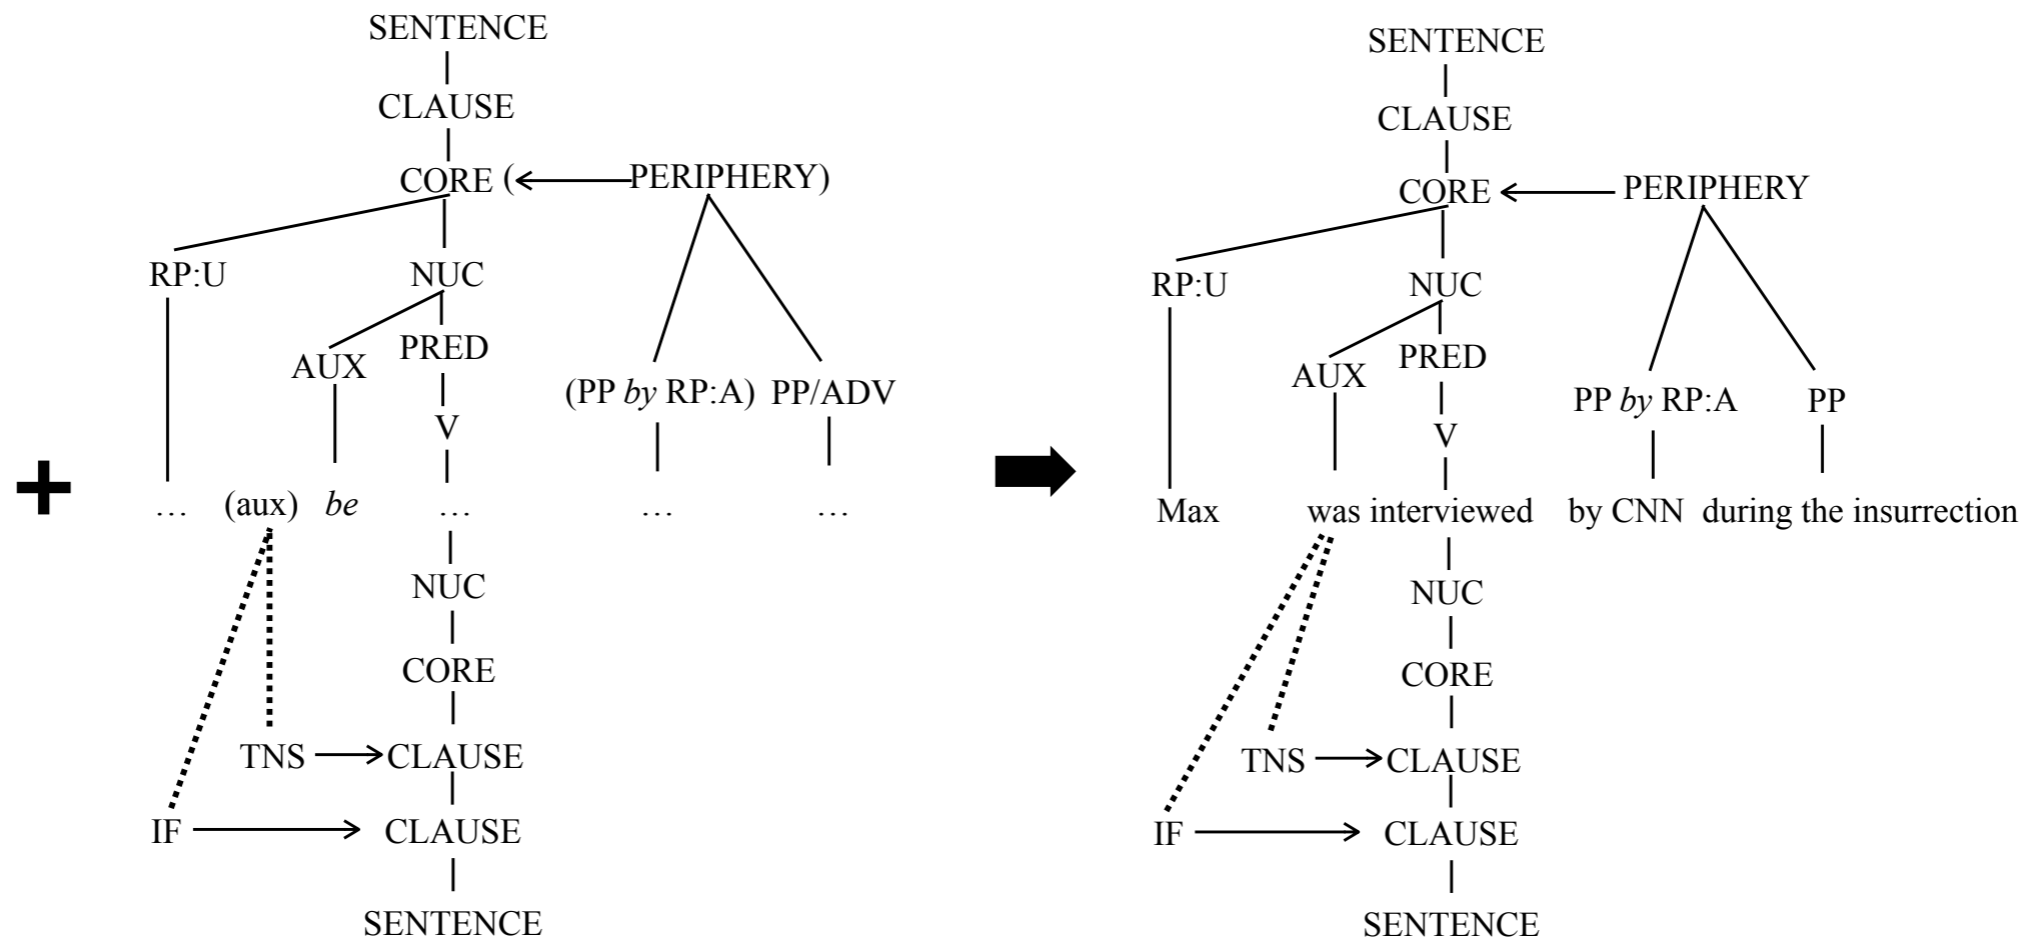 +
SENTENCE
CLAUSE
CORE (←PERIPHERY)
RP:U NUC
AUX PRED
(PP by RP:A) PP/ADV
V
… (aux) be … … …
NUC
CORE
TNS → CLAUSE
IF → CLAUSE
SENTENCE
SENTENCE
CLAUSE
CORE ← PERIPHERY
RP:U NUC
AUX PRED
PP by RP:A PP
V
Max was interviewed by CNN during the insurrection
NUC
CORE
TNS → CLAUSE
IF → CLAUSE
SENTENCE